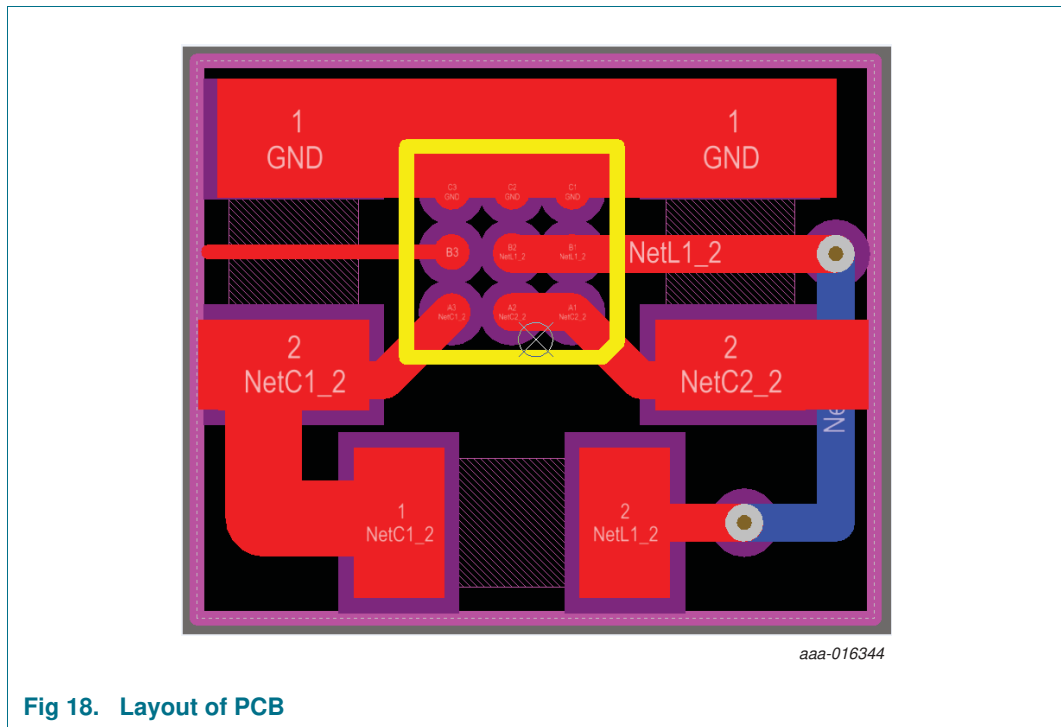 1
GND
1
GND
C3
GND
C2
GND
C1
GND
B3
B2
NetL1_2
B1
NetL1_2
NetL1_2
A3
NetC1_2
A2
NetC2_2
A1
NetC2_2
2
NetC1_2
2
NetC2_2
1
NetC1_2
2
NetL1_2
aaa-016344
Fig 18. Layout of PCB